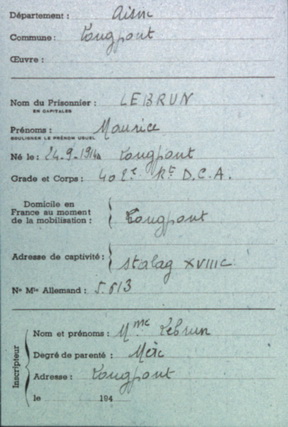 Département : Aisne
Commune : Longpont
Œuvre :
Nom du Prisonnier : LEBRUN
EN CAPITALES
Prénoms : Maurice
SOULIGNER LE PRÉNOM USUEL
Né le : 24.9.1914 Longpont
Grade et Corps : 402e Rt D.C.A.
Domicile en
France au moment
de la mobilisation : Longpont
Adresse de captivité : Stalag XVIIIC
No Mle Allemand : 5.813
Inscripteur
Nom et prénoms : Mme Lebrun
Degré de parenté : Mère
Adresse : Longpont
le 194